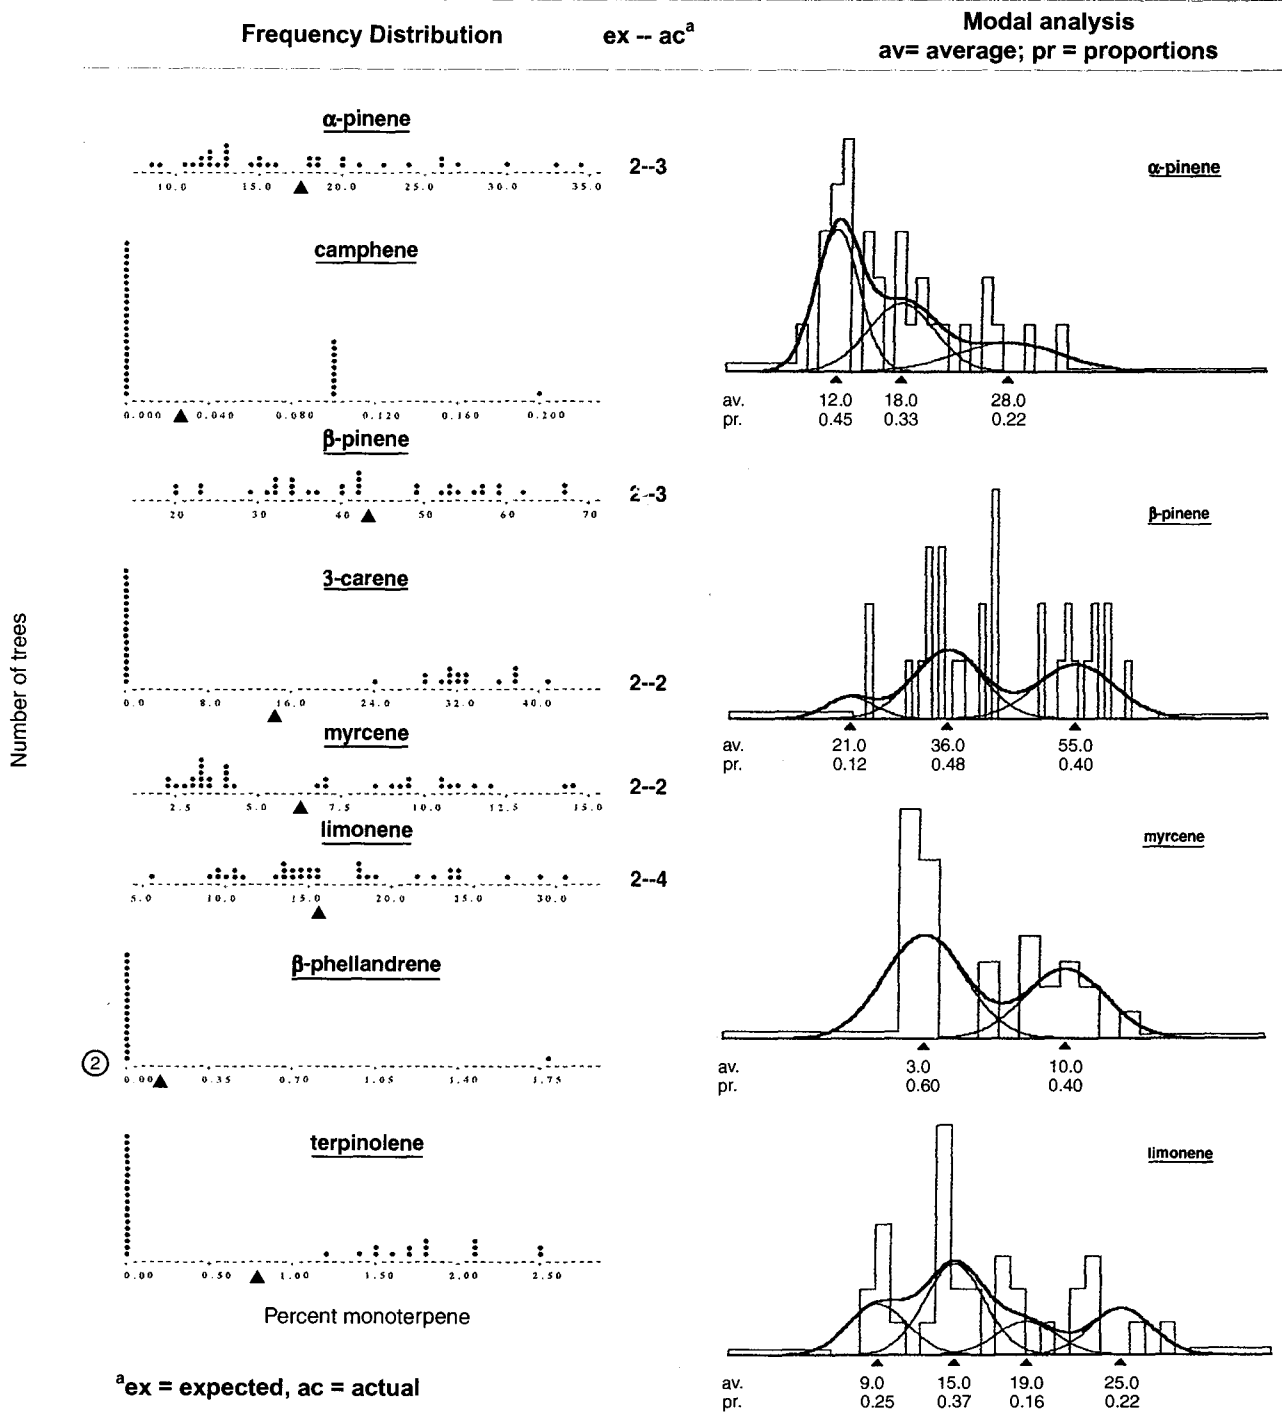 Frequency Distribution ex -- acᵃ Modal analysis
av= average; pr = proportions
α-pinene
2--3
10.0 15.0 20.0 25.0 30.0 35.0
camphene
0.000 0.040 0.080 0.120 0.160 0.200
β-pinene
2--3
20 30 40 50 60 70
3-carene
2--2
0.0 8.0 16.0 24.0 32.0 40.0
myrcene
2--2
2.5 5.0 7.5 10.0 12.5 15.0
limonene
2--4
5.0 10.0 15.0 20.0 30.0
β-phellandrene
2
0.00 0.35 0.70 1.05 1.40 1.75
terpinolene
0.00 0.50 1.00 1.50 2.00 2.50
Number of trees
Percent monoterpene
ᵃex = expected, ac = actual
α-pinene
av. 12.0 18.0 28.0
pr. 0.45 0.33 0.22
β-pinene
av. 21.0 36.0 55.0
pr. 0.12 0.48 0.40
myrcene
av. 3.0 10.0
pr. 0.60 0.40
limonene
av. 9.0 15.0 19.0 25.0
pr. 0.25 0.37 0.16 0.22